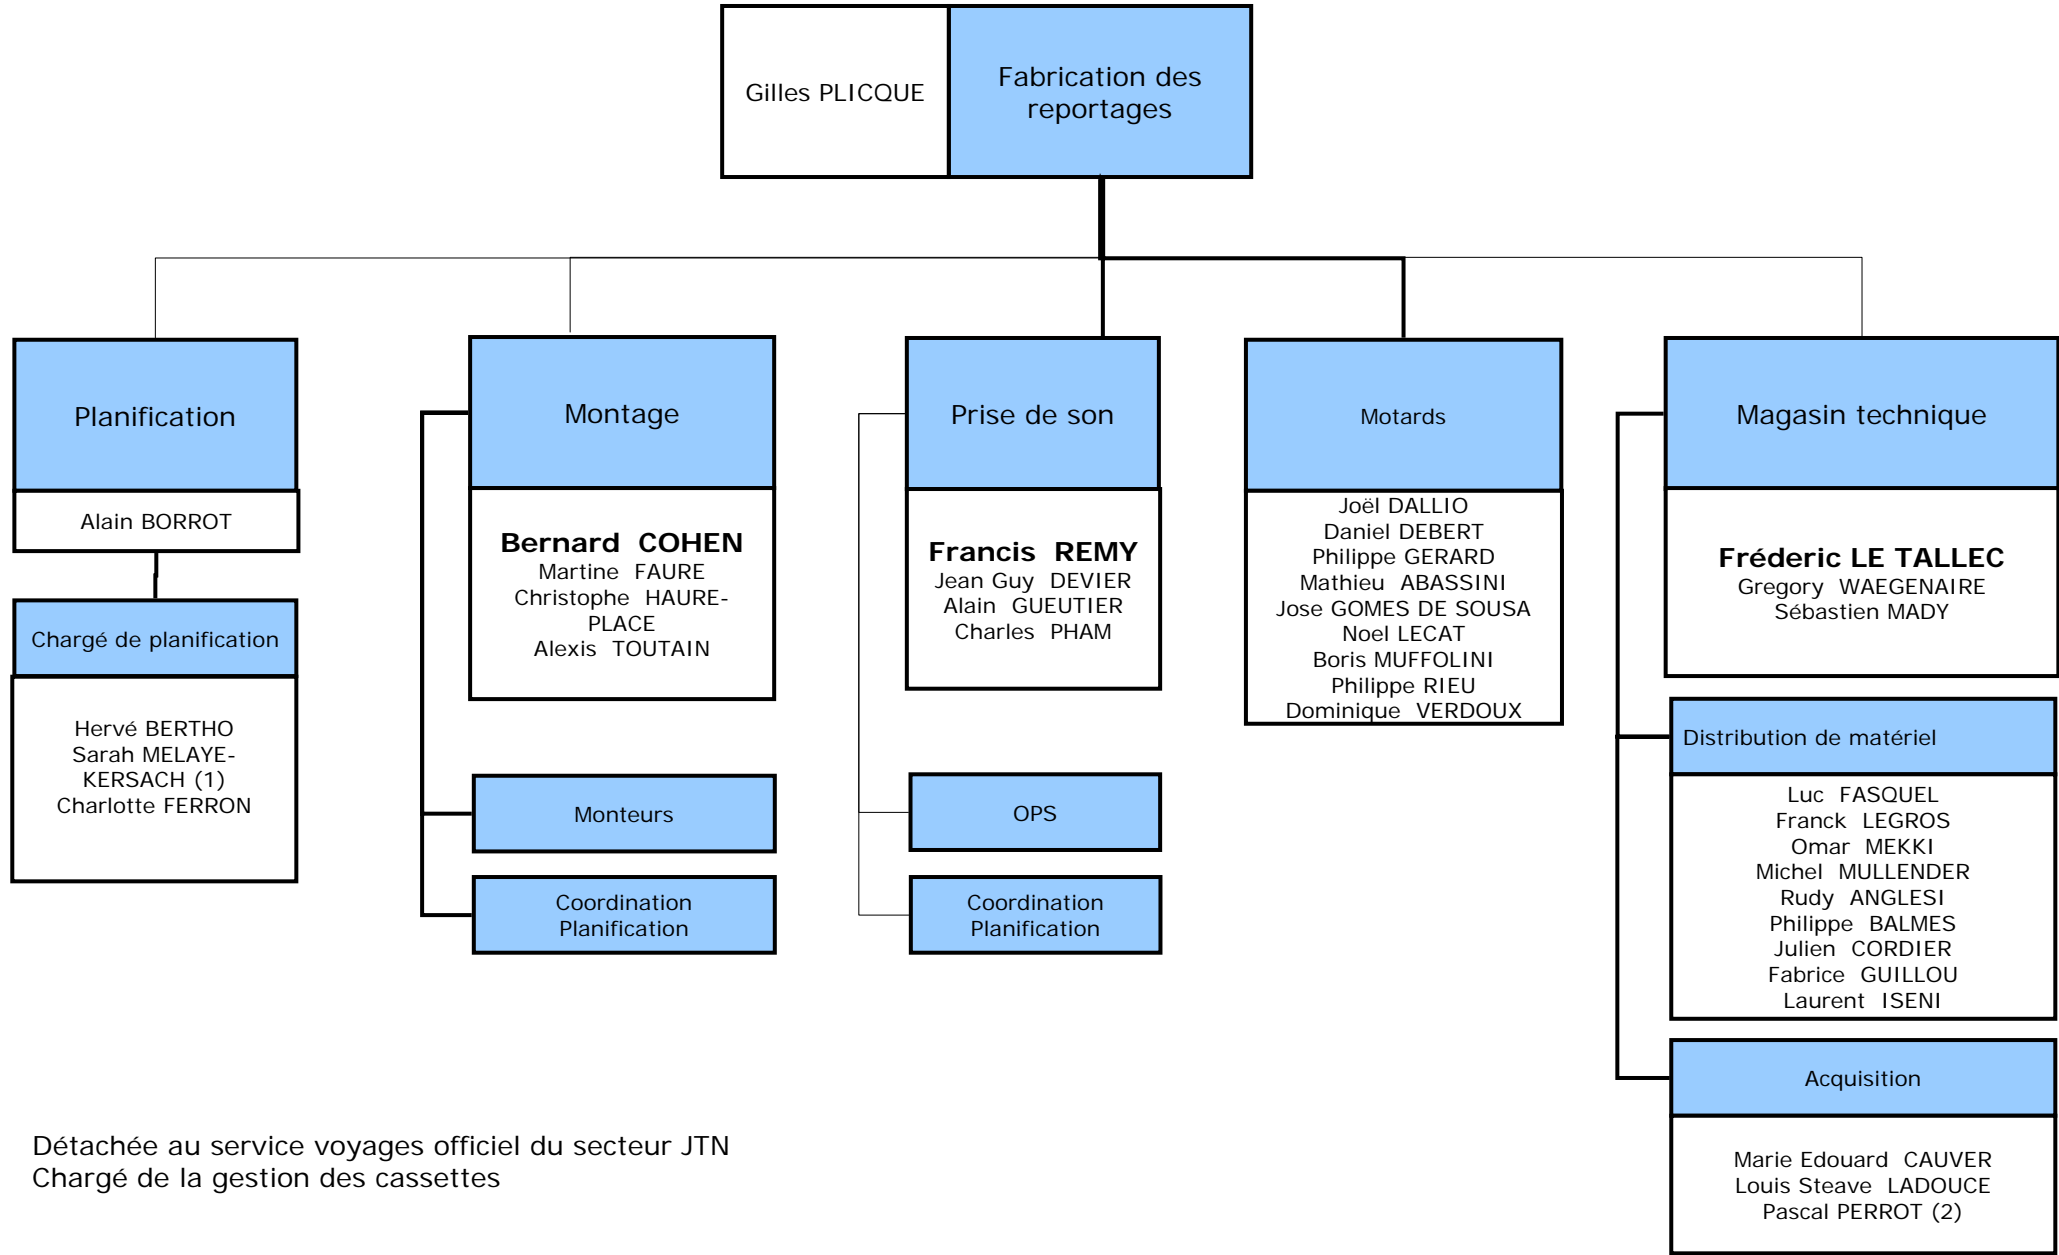 Gilles PLICQUE
Fabrication des
reportages
Planification
Alain BORROT
Chargé de planification
Hervé BERTHO
Sarah MELAYE-
KERSACH (1)
Charlotte FERRON
Montage
Bernard COHEN
Martine FAURE
Christophe HAURE-
PLACE
Alexis TOUTAIN
Monteurs
Coordination
Planification
Prise de son
Francis REMY
Jean Guy DEVIER
Alain GUEUTIER
Charles PHAM
OPS
Coordination
Planification
Motards
Joël DALLIO
Daniel DEBERT
Philippe GERARD
Mathieu ABASSINI
Jose GOMES DE SOUSA
Noel LECAT
Boris MUFFOLINI
Philippe RIEU
Dominique VERDOUX
Magasin technique
Fréderic LE TALLEC
Gregory WAEGENAIRE
Sébastien MADY
Distribution de matériel
Luc FASQUEL
Franck LEGROS
Omar MEKKI
Michel MULLENDER
Rudy ANGLESI
Philippe BALMES
Julien CORDIER
Fabrice GUILLOU
Laurent ISENI
Acquisition
Marie Edouard CAUVER
Louis Steave LADOUCE
Pascal PERROT (2)
Détachée au service voyages officiel du secteur JTN
Chargé de la gestion des cassettes